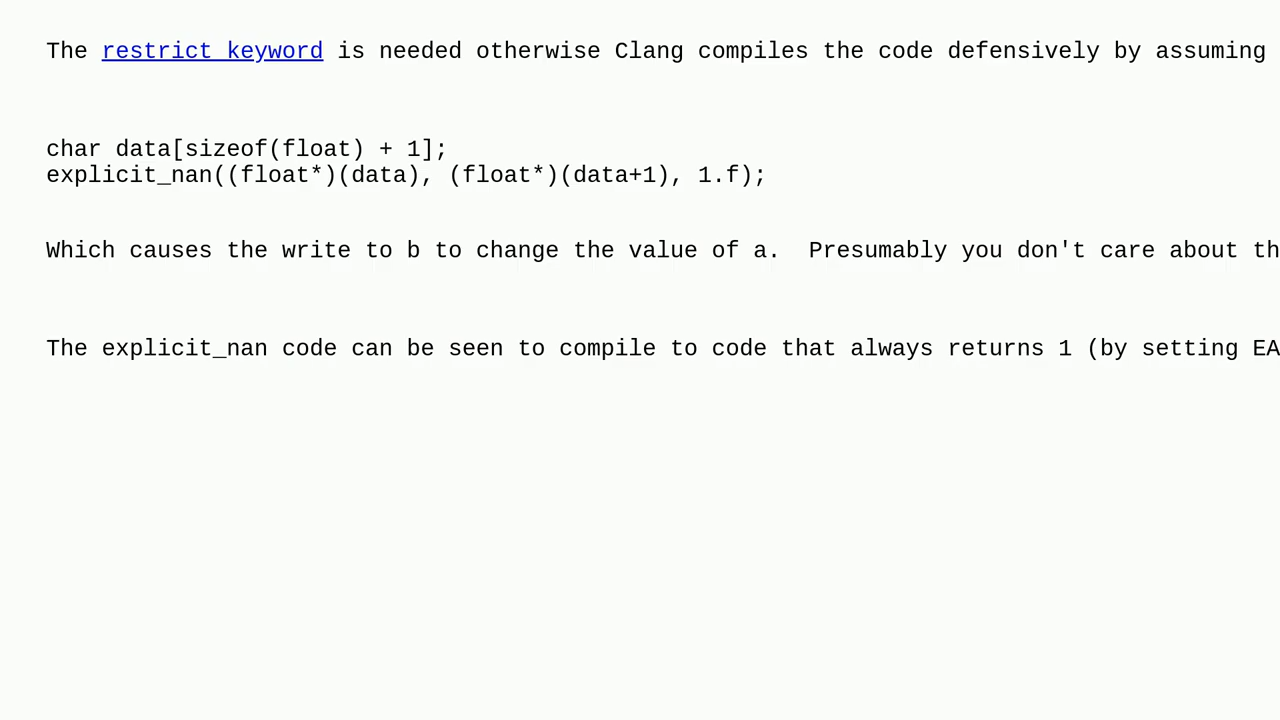 The restrict keyword is needed otherwise Clang compiles the code defensively by assuming
char data[sizeof(float) + 1];
explicit_nan((float*)(data), (float*)(data+1), 1.f);
Which causes the write to b to change the value of a.  Presumably you don't care about th
The explicit_nan code can be seen to compile to code that always returns 1 (by setting EA